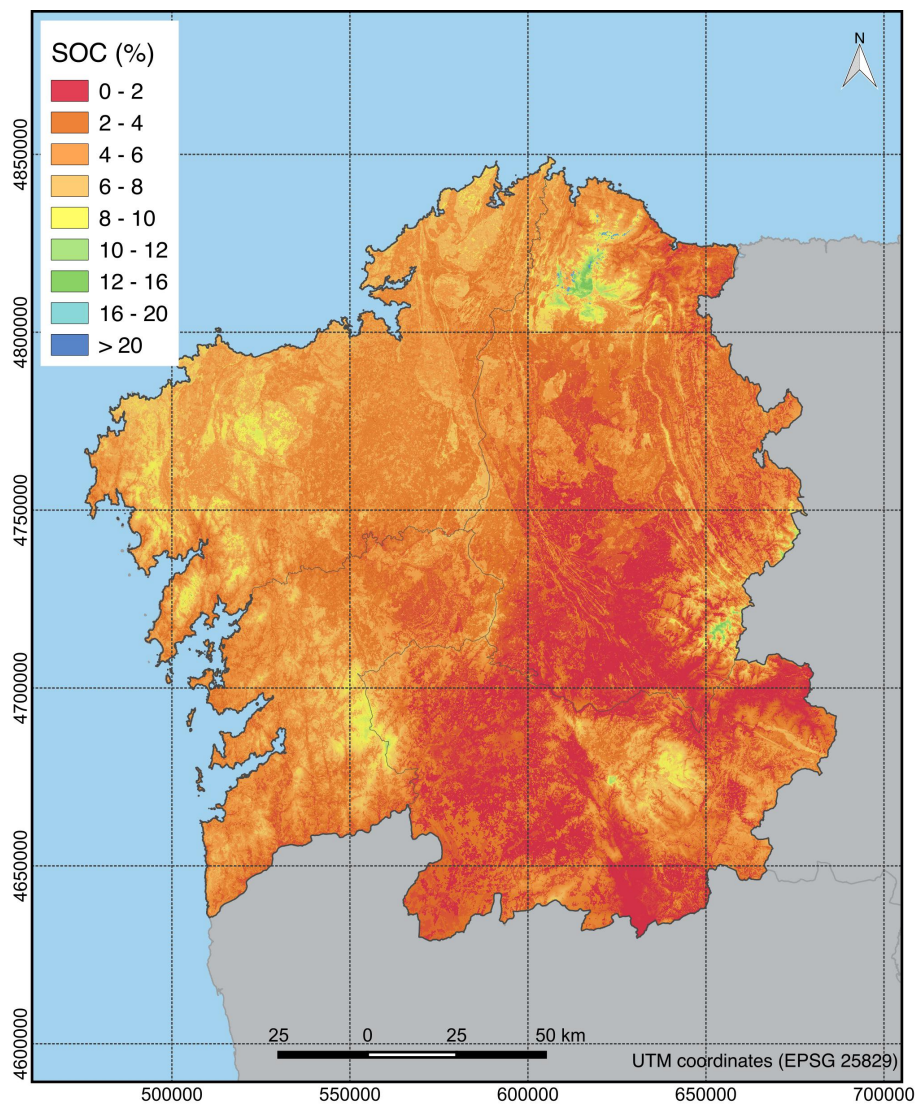 SOC (%)
0 - 2
2 - 4
4 - 6
6 - 8
8 - 10
10 - 12
12 - 16
16 - 20
> 20
N
4850000
4800000
4750000
4700000
4650000
4600000
25 0 25 50 km
UTM coordinates (EPSG 25829)
500000 550000 600000 650000 700000